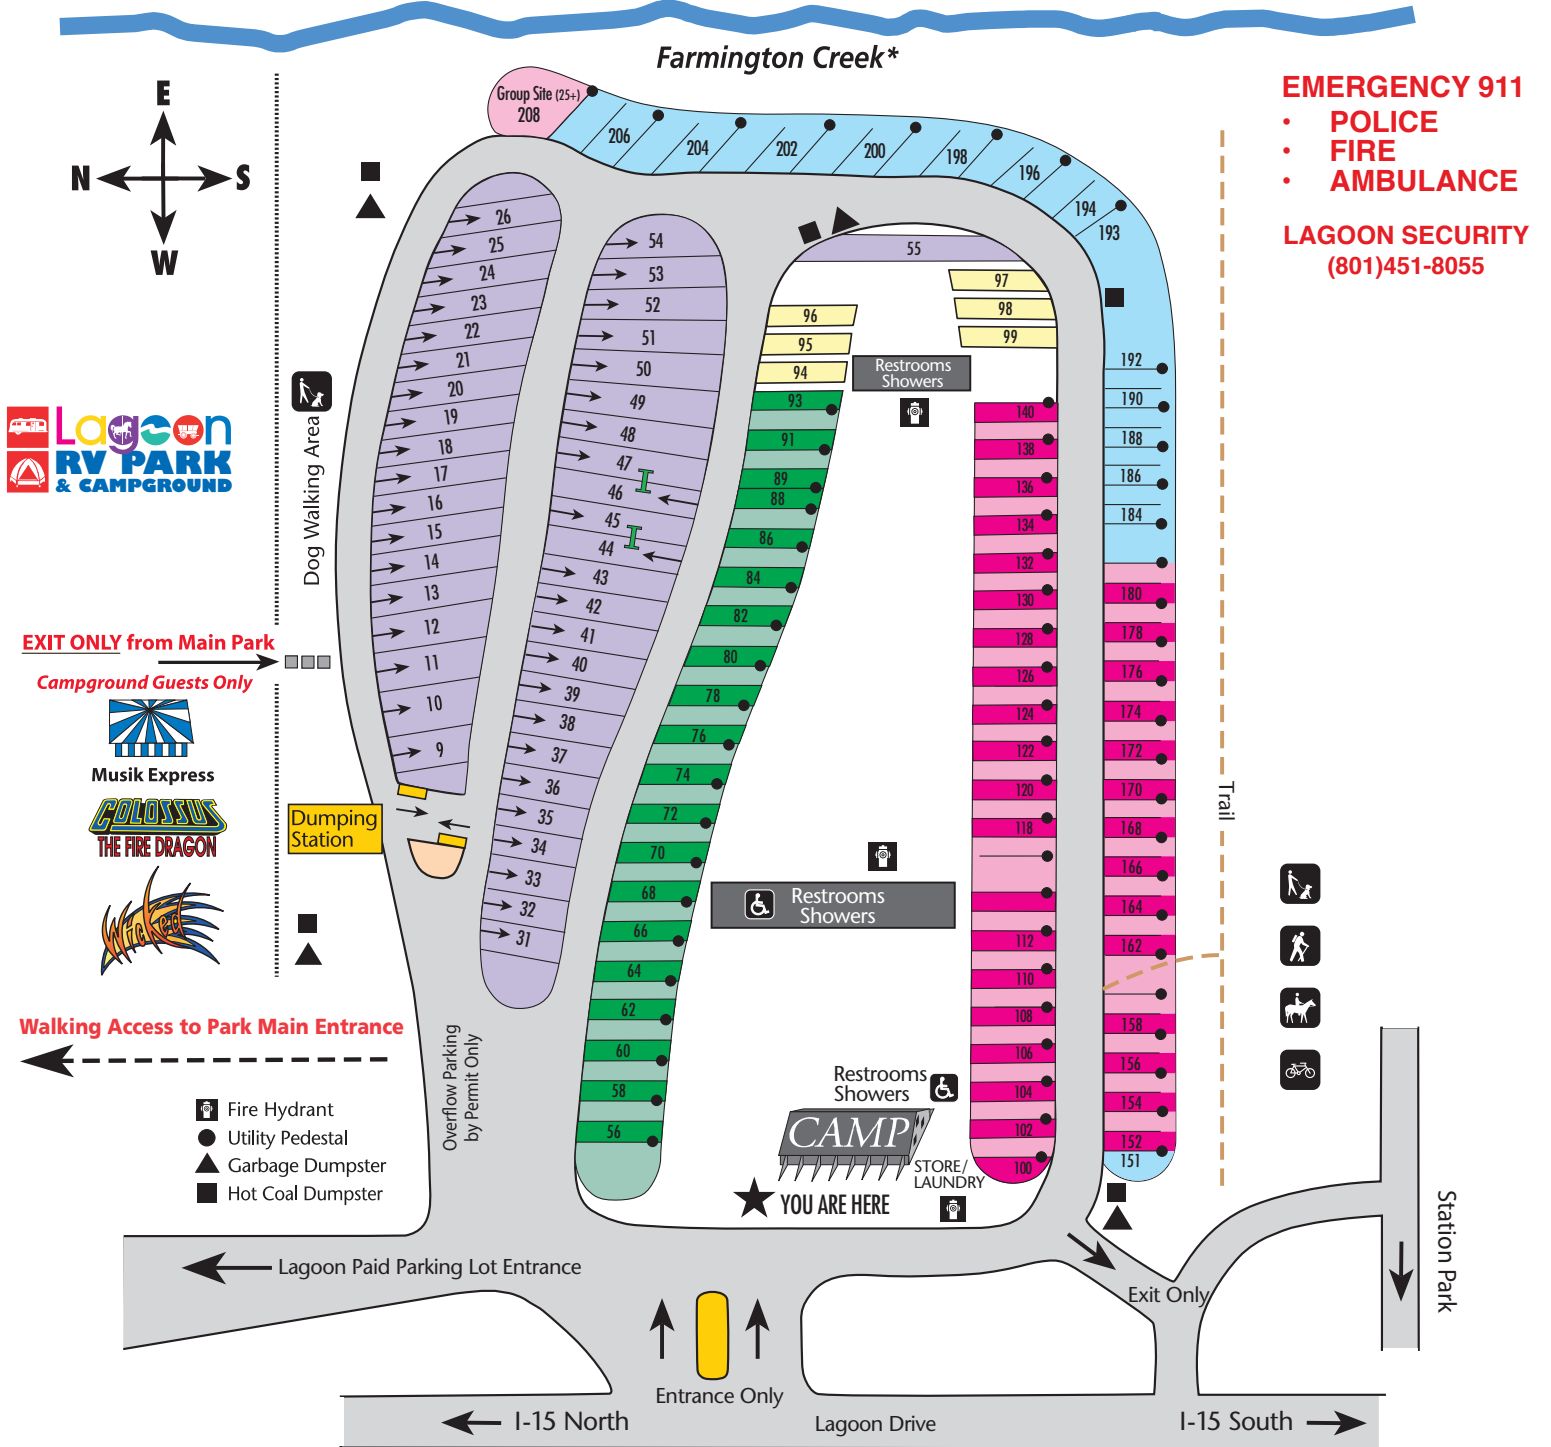 Farmington Creek*
E
N
S
W
EMERGENCY 911
• POLICE
• FIRE
• AMBULANCE
LAGOON SECURITY
(801)451-8055
Group Site (25+)
208
206
204
202
200
198
196
194
193
192
190
188
186
184
180
178
176
174
172
170
168
166
164
162
158
156
154
152
151
26
25
24
23
22
21
20
19
18
17
16
15
14
13
12
11
10
9
54
53
52
51
50
49
48
47
46
45
44
43
42
41
40
39
38
37
36
35
34
33
32
31
55
97
98
99
96
95
94
93
91
89
88
86
84
82
80
78
76
74
72
70
68
66
64
62
60
58
56
140
138
136
134
132
130
128
126
124
122
120
118
112
110
108
106
104
102
100
Restrooms
Showers
Restrooms
Showers
Restrooms
Showers
CAMP
STORE/
LAUNDRY
YOU ARE HERE
Lagoon
RV PARK
& CAMPGROUND
Dog Walking Area
EXIT ONLY from Main Park
Campground Guests Only
Musik Express
COLOSSUS
THE FIRE DRAGON
Wicked
Dumping
Station
Walking Access to Park Main Entrance
Overflow Parking
by Permit Only
Fire Hydrant
Utility Pedestal
Garbage Dumpster
Hot Coal Dumpster
Trail
Station Park
Lagoon Paid Parking Lot Entrance
Exit Only
Entrance Only
I-15 North
Lagoon Drive
I-15 South